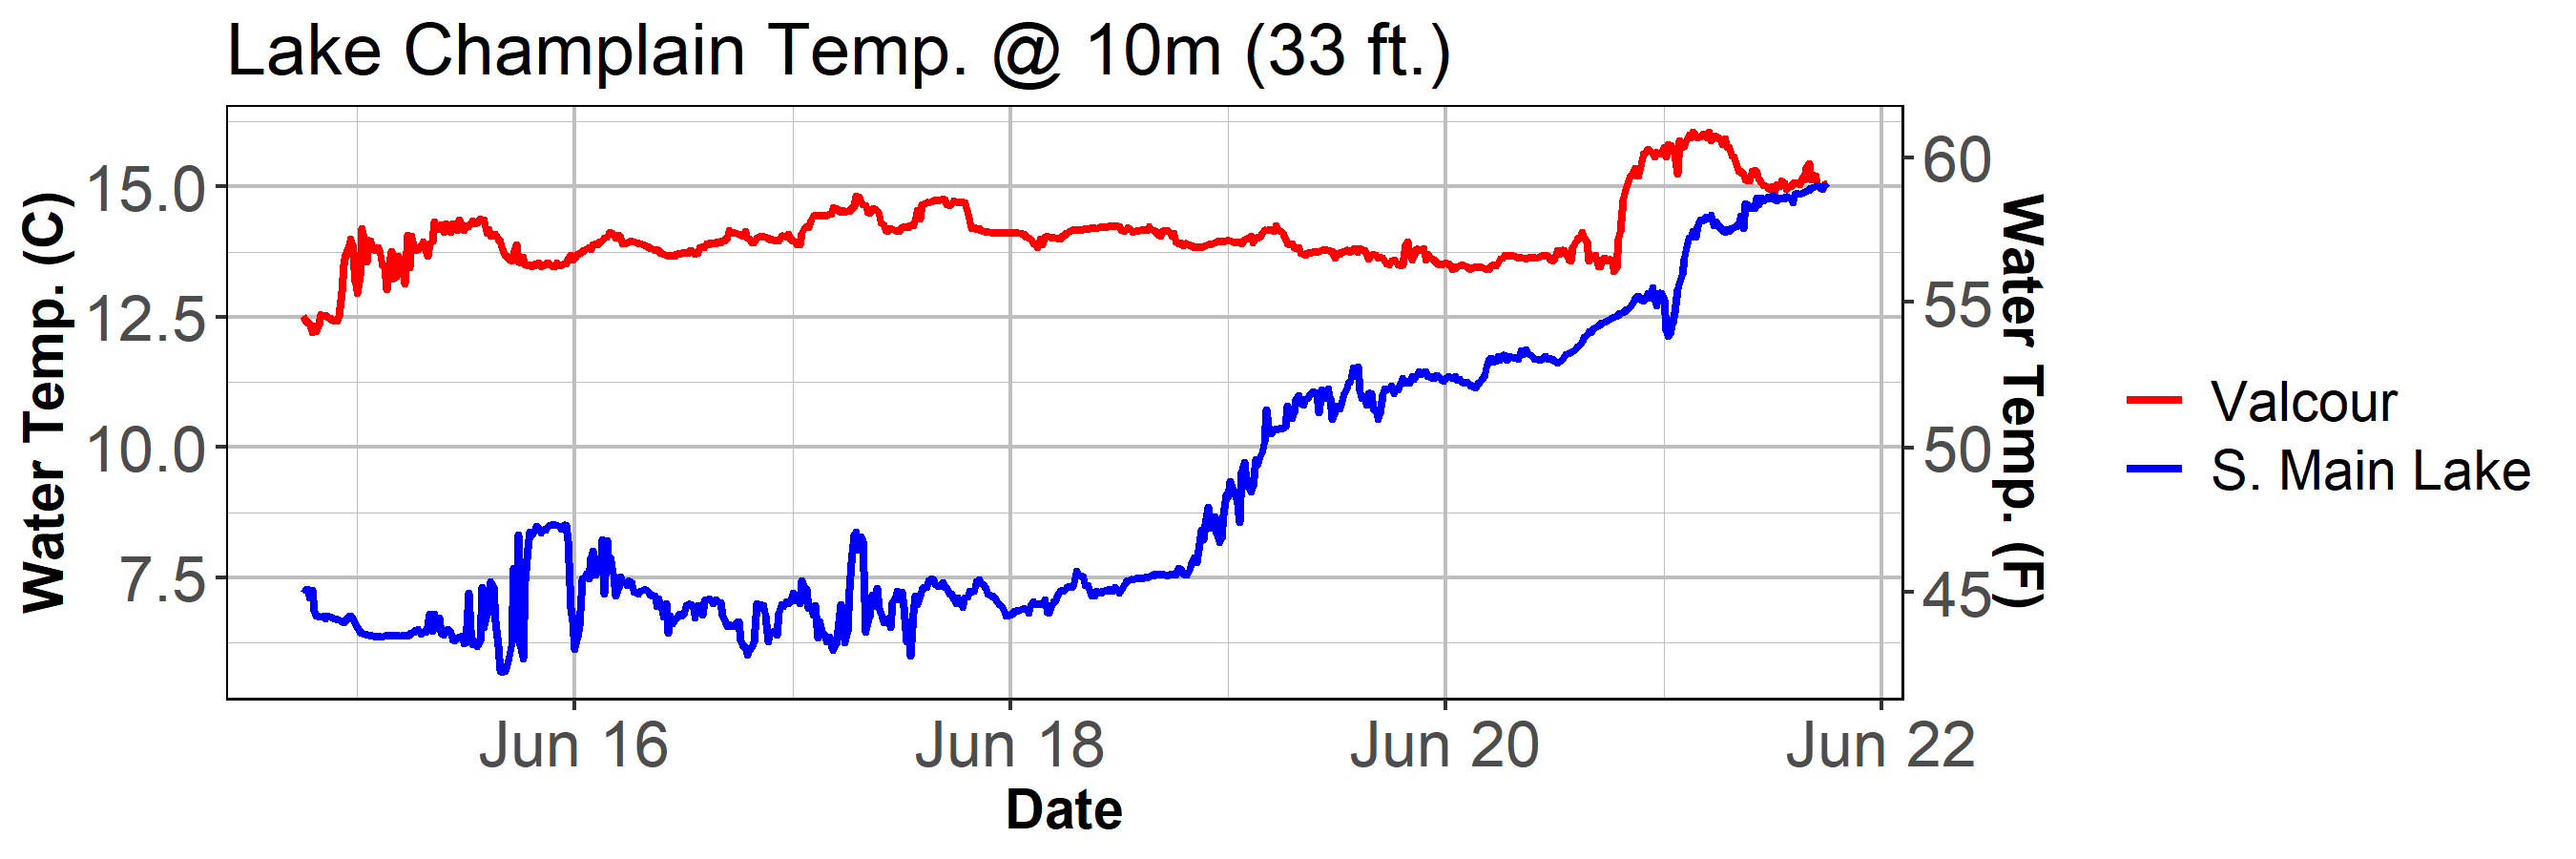 Lake Champlain Temp. @ 10m (33 ft.)
Water Temp. (C)
15.0
12.5
10.0
7.5
60
55
50
45
Water Temp. (F)
Jun 16
Jun 18
Jun 20
Jun 22
Date
Valcour
S. Main Lake